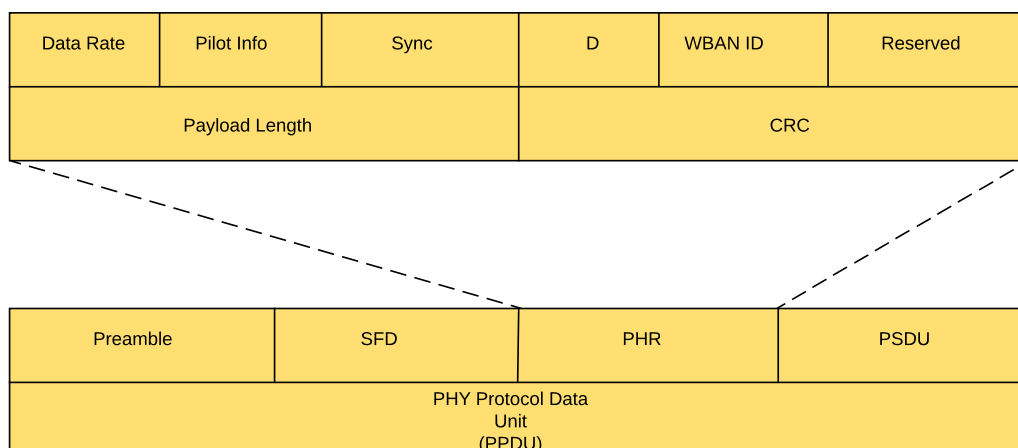 Data Rate Pilot Info Sync D WBAN ID Reserved
Payload Length CRC
Preamble SFD PHR PSDU
PHY Protocol Data
Unit
(PPDU)